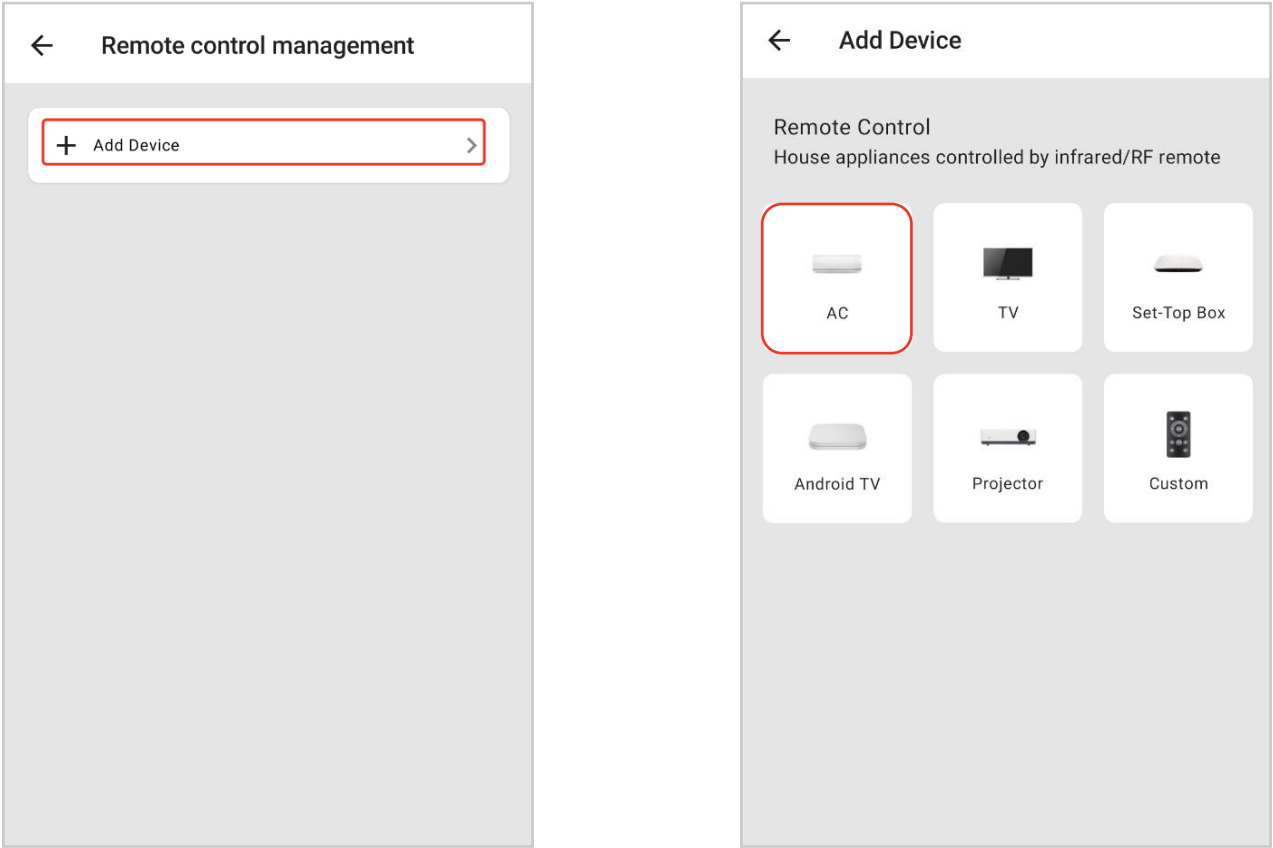 Remote control management
Add Device
Add Device
Remote Control
House appliances controlled by infrared/RF remote
AC
TV
Set-Top Box
Android TV
Projector
Custom